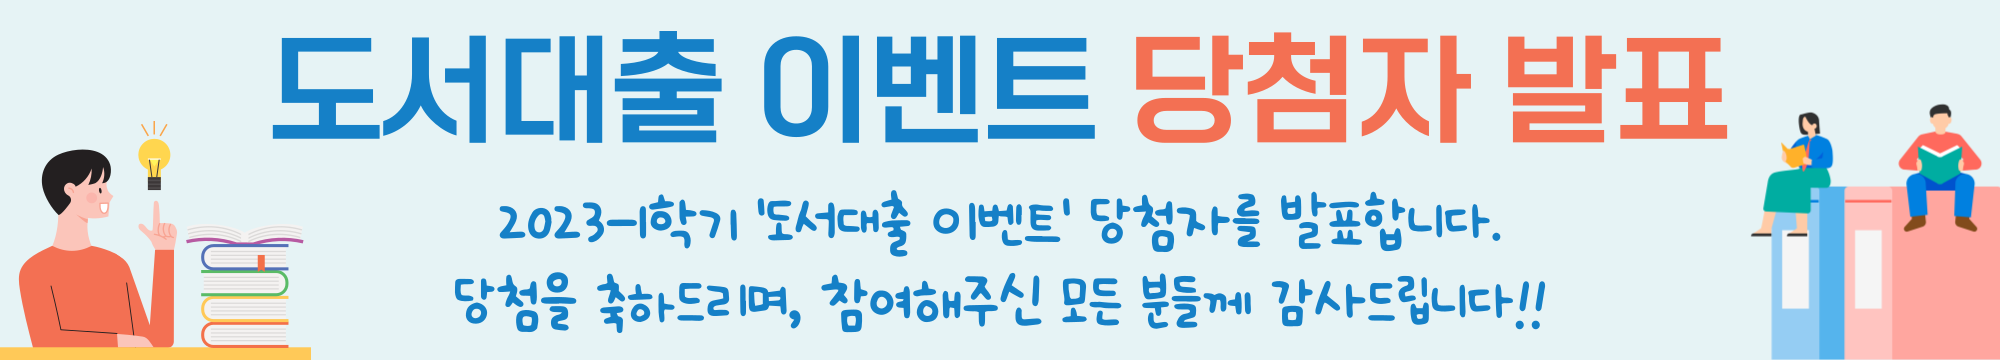 도서대출 이벤트 당첨자 발표
2023-1학기 '도서대출 이벤트' 당첨자를 발표합니다.
당첨을 축하드리며, 참여해주신 모든 분들께 감사드립니다!!